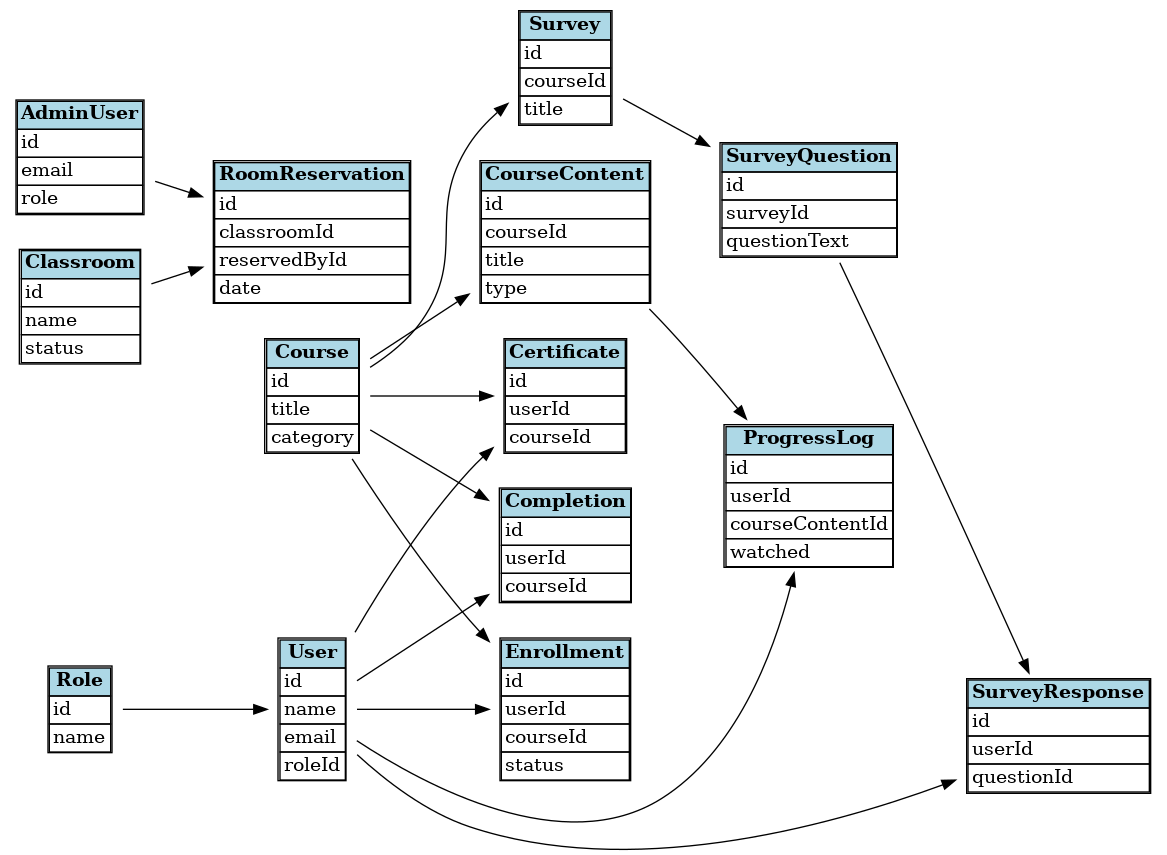 Survey
id
courseId
title
AdminUser
id
email
role
RoomReservation
id
classroomId
reservedById
date
CourseContent
id
courseId
title
type
SurveyQuestion
id
surveyId
questionText
Classroom
id
name
status
Course
id
title
category
Certificate
id
userId
courseId
ProgressLog
id
userId
courseContentId
watched
Completion
id
userId
courseId
Role
id
name
User
id
name
email
roleId
Enrollment
id
userId
courseId
status
SurveyResponse
id
userId
questionId